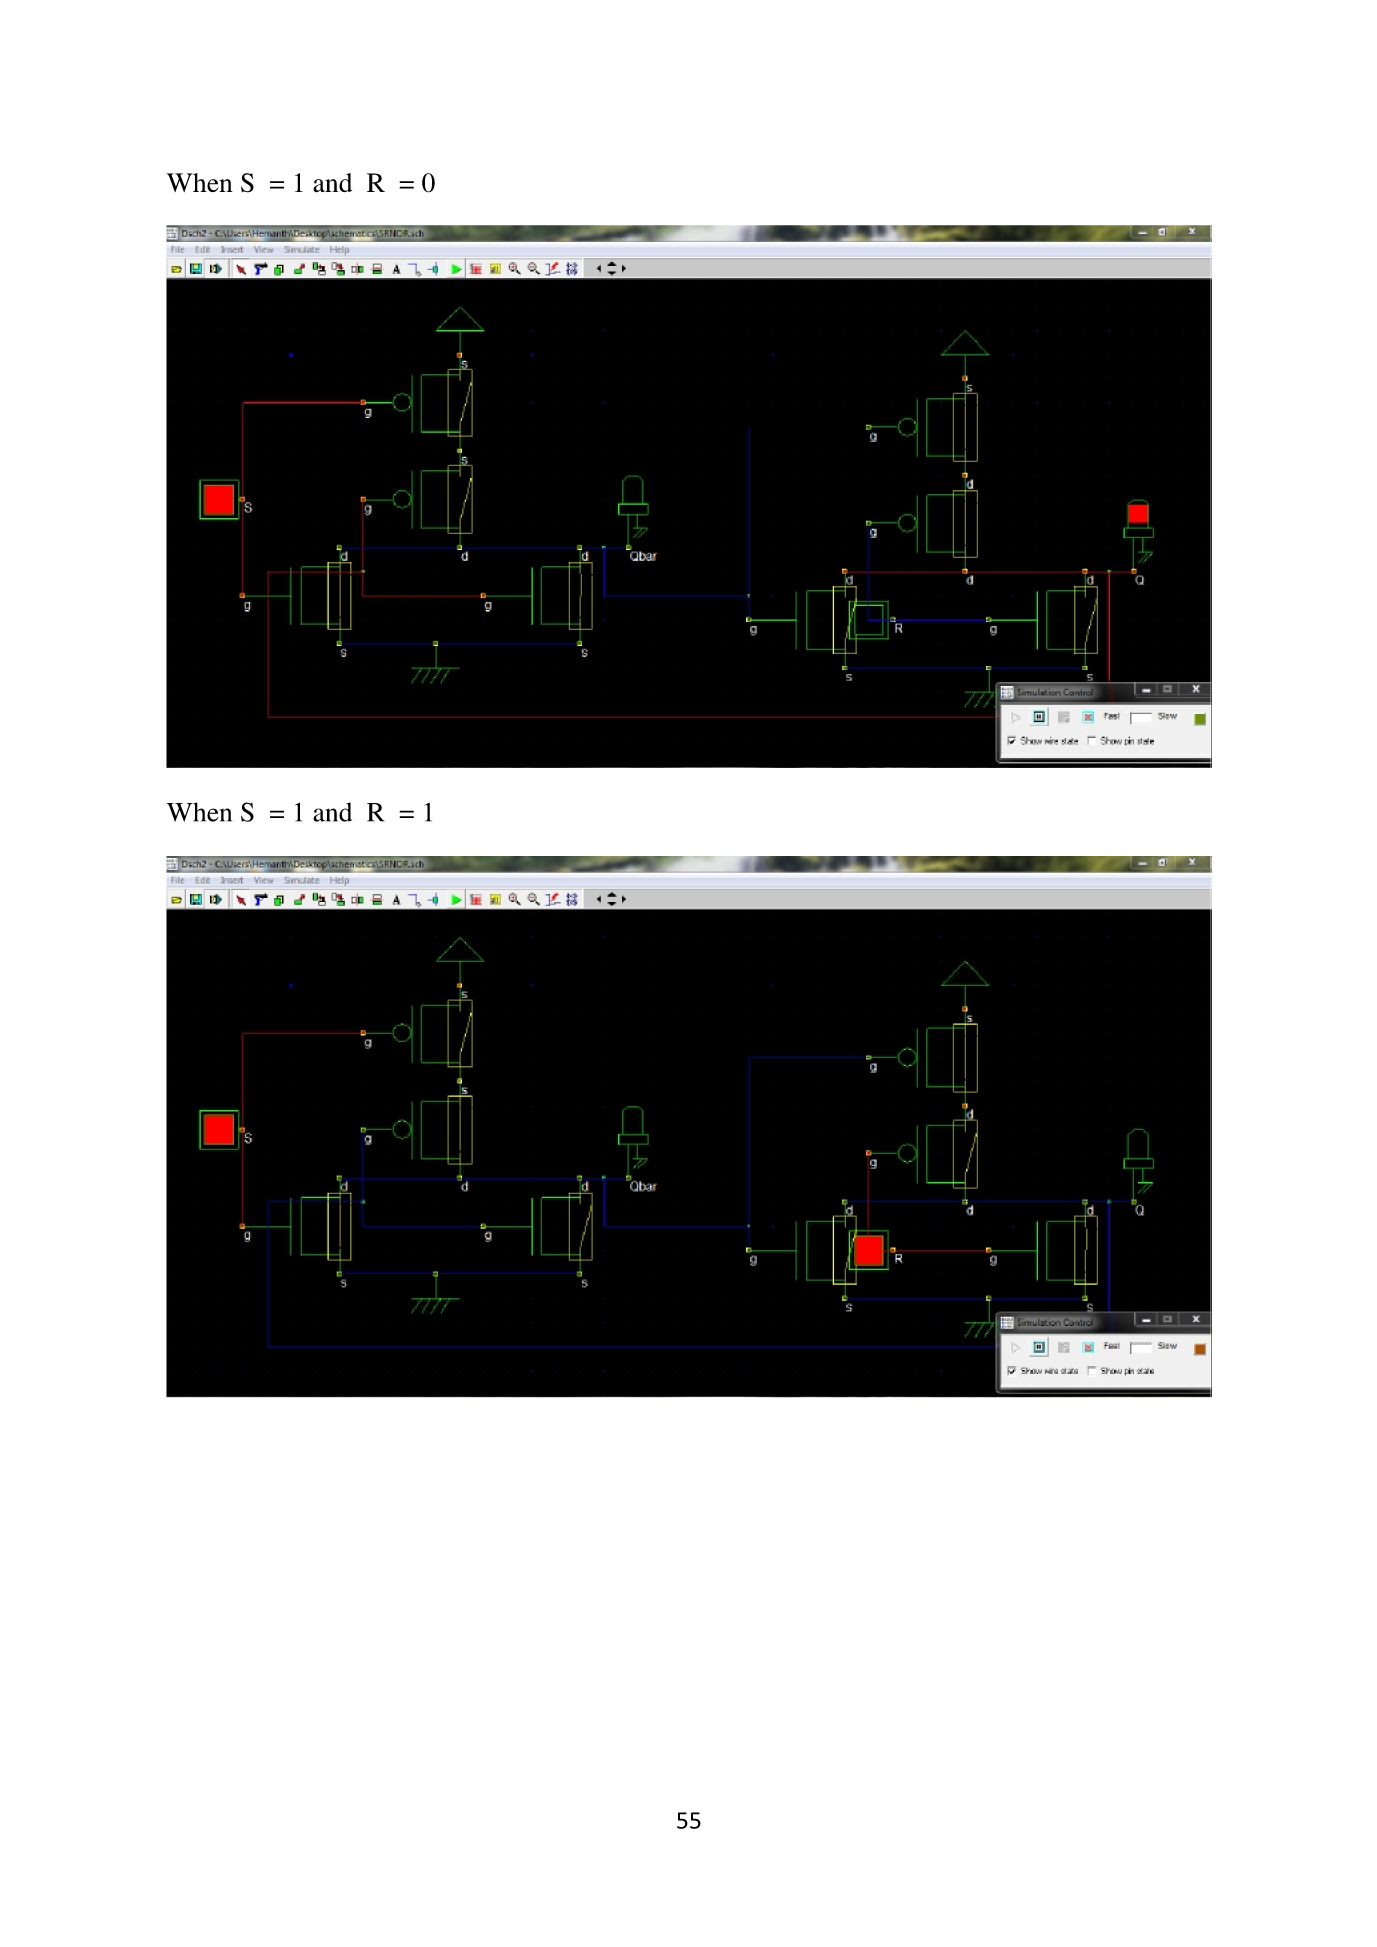 When S = 1 and R = 0
Dsch2 - C:\Users\Hemanth\Desktop\schematics\SRNOR.sch
File Edit Insert View Simulate Help
s
g
s
s
g
d
S
g
d
d
d
Qbar
g
g
s
s
g
d
g
d
d
d
Q
g
R
g
s
s
Simulation Control
Fast Slow
Show wire state Show pin state
When S = 1 and R = 1
Dsch2 - C:\Users\Hemanth\Desktop\schematics\SRNOR.sch
File Edit Insert View Simulate Help
s
g
s
s
g
d
S
g
d
d
d
Qbar
g
g
s
s
g
d
g
d
d
d
Q
g
R
g
s
s
Simulation Control
Fast Slow
Show wire state Show pin state
55